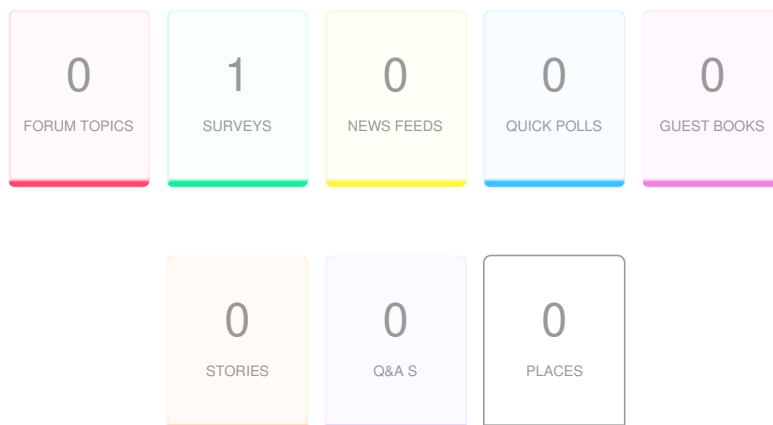 0 1 0 0 0
FORUM TOPICS SURVEYS NEWS FEEDS QUICK POLLS GUEST BOOKS
0 0 0
STORIES Q&A S PLACES